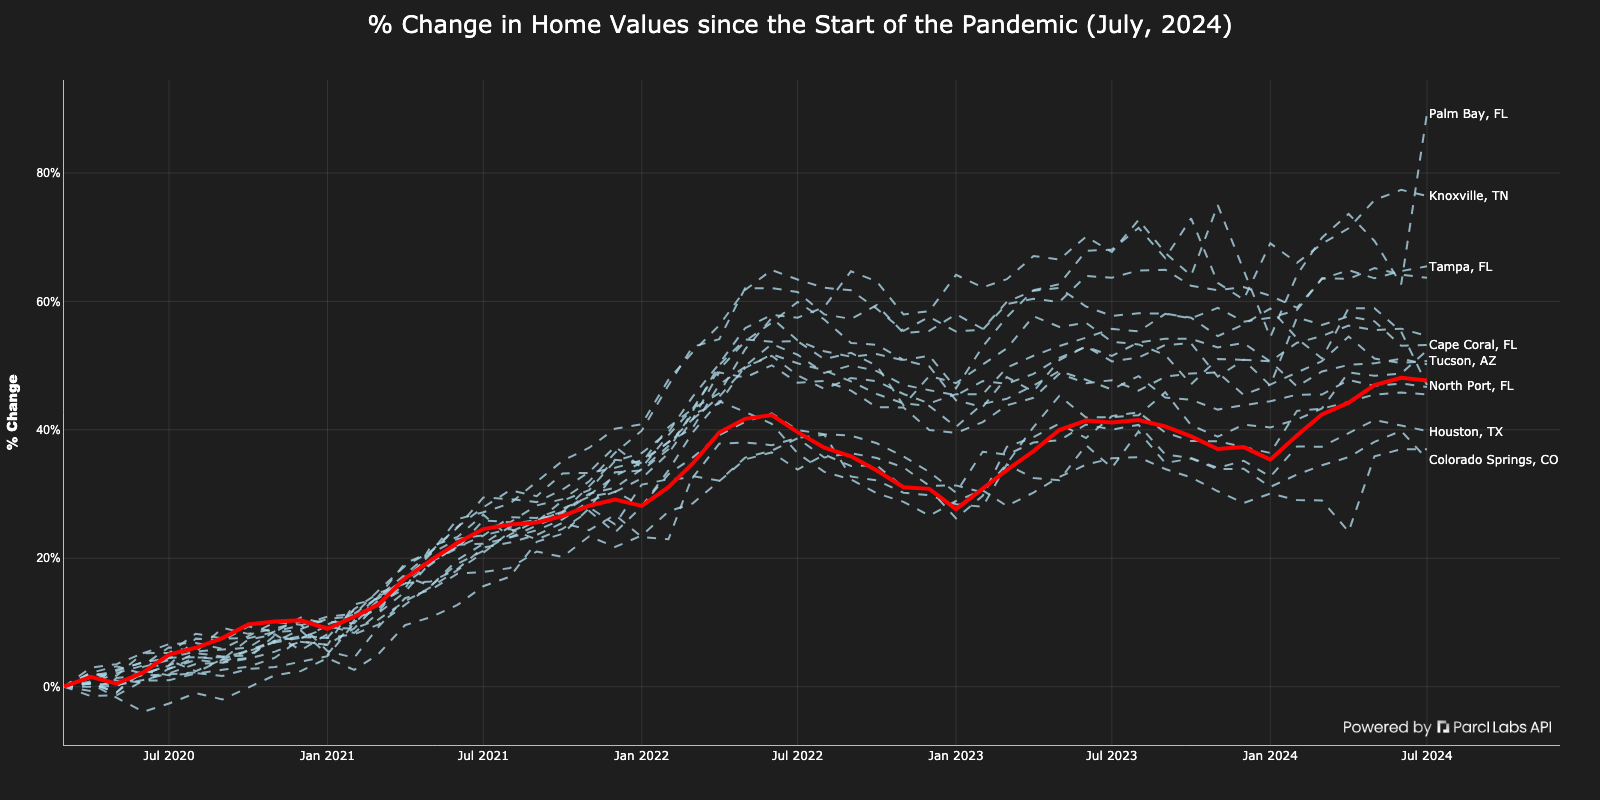 % Change in Home Values since the Start of the Pandemic (July, 2024)
% Change
80%
60%
40%
20%
0%
Palm Bay, FL
Knoxville, TN
Tampa, FL
Cape Coral, FL
Tucson, AZ
North Port, FL
Houston, TX
Colorado Springs, CO
Powered by Parcl Labs API
Jul 2020
Jan 2021
Jul 2021
Jan 2022
Jul 2022
Jan 2023
Jul 2023
Jan 2024
Jul 2024